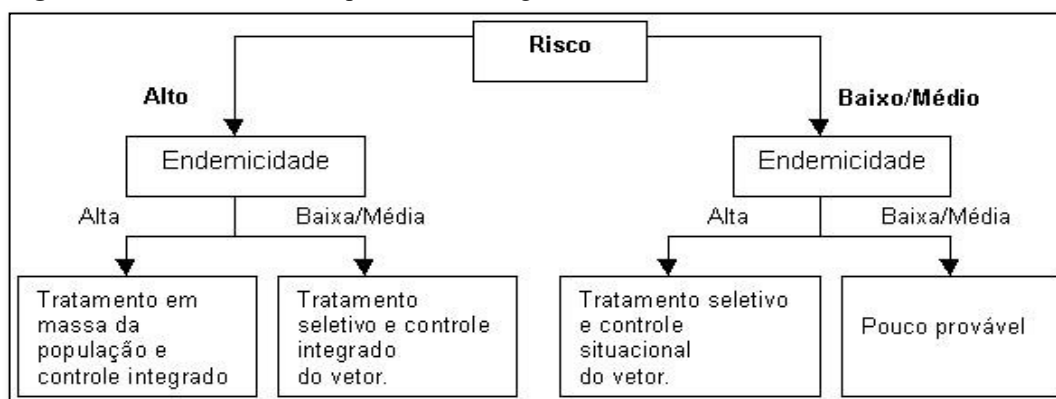 Risco
Alto
Baixo/Médio
Endemicidade
Endemicidade
Alta
Baixa/Média
Alta
Baixa/Média
Tratamento em
massa da
população e
controle integrado
Tratamento
seletivo e controle
integrado
do vetor.
Tratamento seletivo
e controle
situacional
do vetor.
Pouco provável